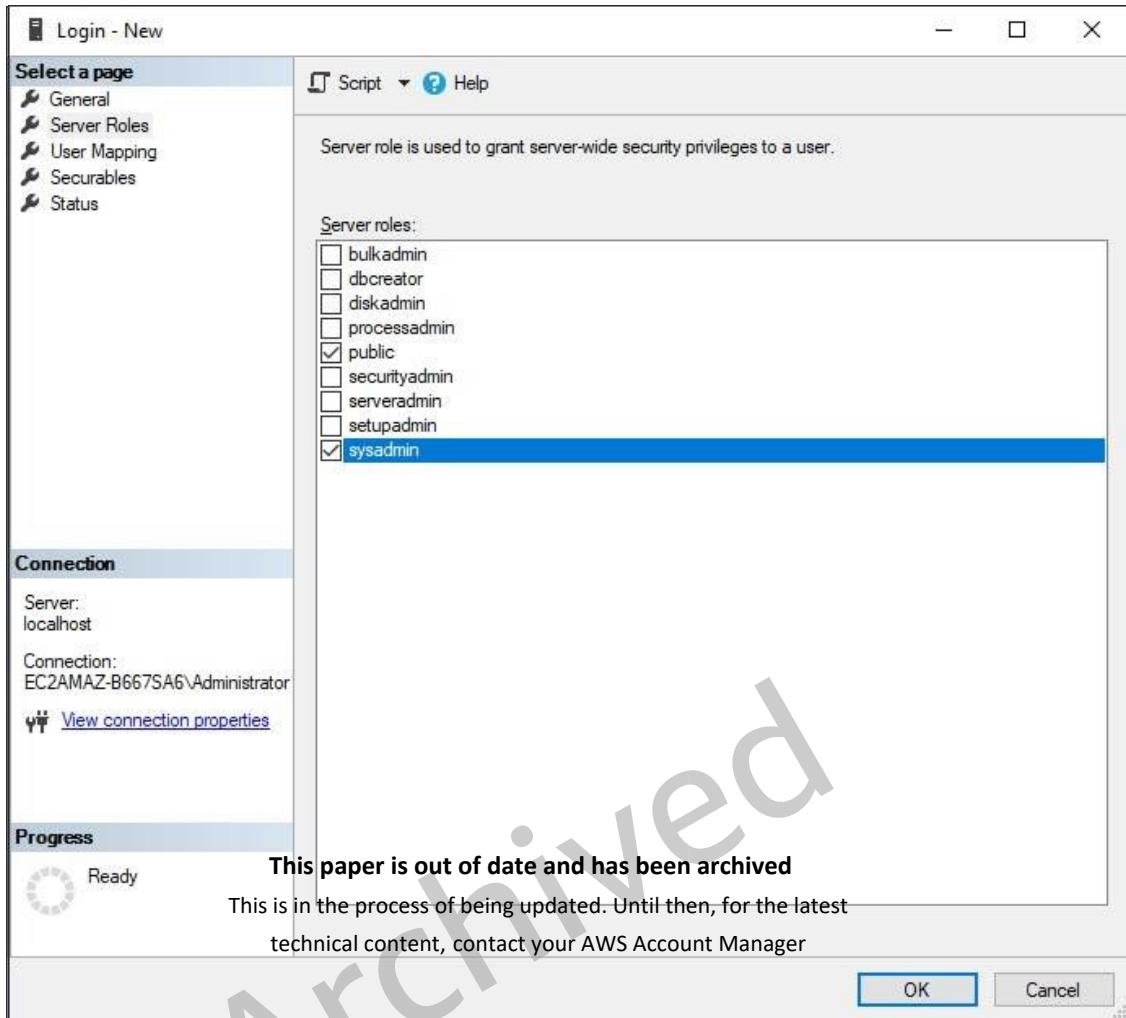 Login - New
Select a page
General
Server Roles
User Mapping
Securables
Status
Script
Help
Server role is used to grant server-wide security privileges to a user.
Server roles:
bulkadmin
dbcreator
diskadmin
processadmin
public
securityadmin
serveradmin
setupadmin
sysadmin
Connection
Server:
localhost
Connection:
EC2AMAZ-B667SA6\Administrator
View connection properties
Progress
Ready
Archived
This paper is out of date and has been archived
This is in the process of being updated. Until then, for the latest
technical content, contact your AWS Account Manager
OK
Cancel